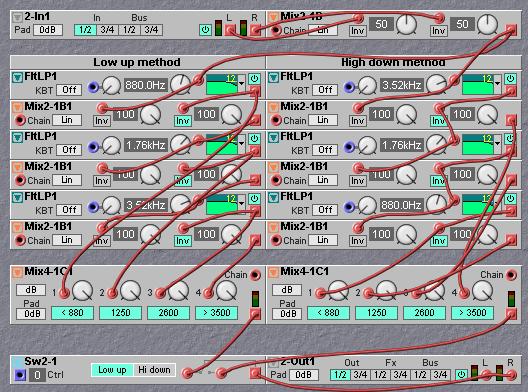 2-In1 In Bus L R Mix2-1B
Pad 0dB 1/2 3/4 1/2 3/4 Chain Lin 50 50
Low up method High down method
FltLP1 12 FltLP1 12
KBT Off 880.0Hz KBT Off 3.52kHz
Mix2-1B1 100 100 Mix2-1B1 100 100
Chain Lin Inv Inv Chain Lin Inv Inv
FltLP1 12 FltLP1 12
KBT Off 1.76kHz KBT Off 1.76kHz
Mix2-1B1 100 100 Mix2-1B1 100 100
Chain Lin Inv Inv Chain Lin Inv Inv
FltLP1 12 FltLP1 12
KBT Off 3.52kHz KBT Off 880.0Hz
Mix2-1B1 100 100 Mix2-1B1 100 100
Chain Lin Inv Inv Chain Lin Inv Inv
Mix4-1C1 Chain Mix4-1C1 Chain
dB 1 2 3 4 dB 1 2 3 4
Pad 0dB < 880 1250 2600 > 3500 Pad 0dB < 880 1250 2600 > 3500
Sw2-1 2-Out1 Out Fx Bus L R
0 Ctrl Low up Hi down Pad 0dB 1/2 3/4 1/2 3/4 1/2 3/4